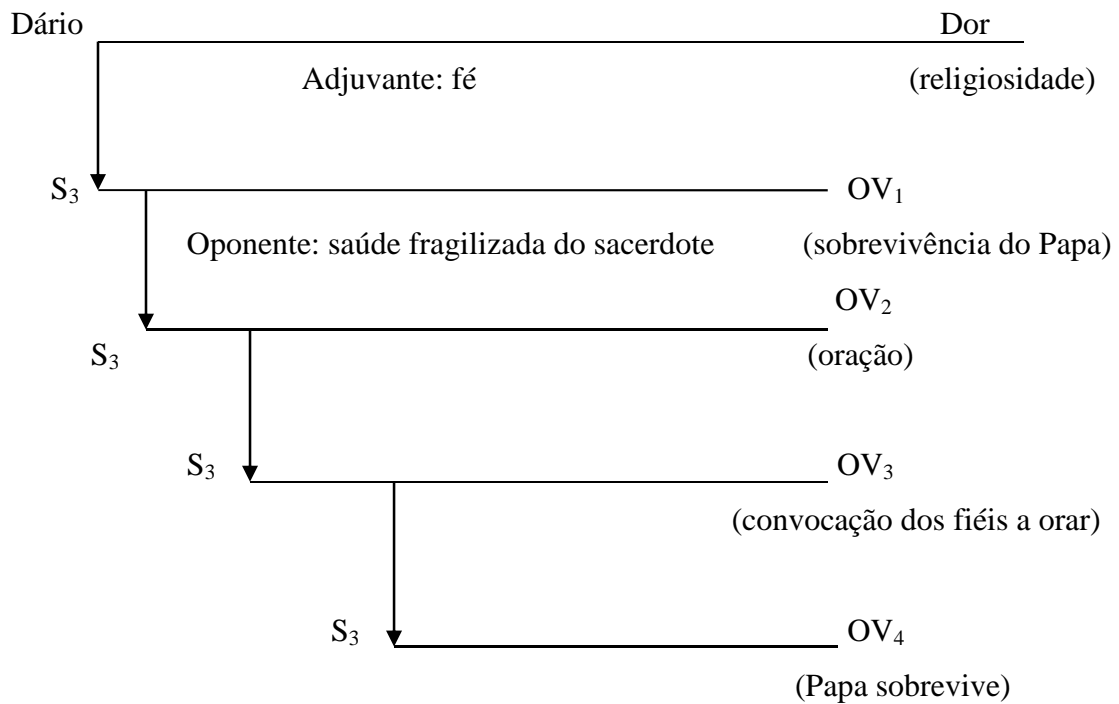 Dário Dor
Adjuvante: fé (religiosidade)
S₃ OV₁
Oponente: saúde fragilizada do sacerdote (sobrevivência do Papa)
OV₂
S₃ (oração)
S₃ OV₃
(convocação dos fiéis a orar)
S₃ OV₄
(Papa sobrevive)